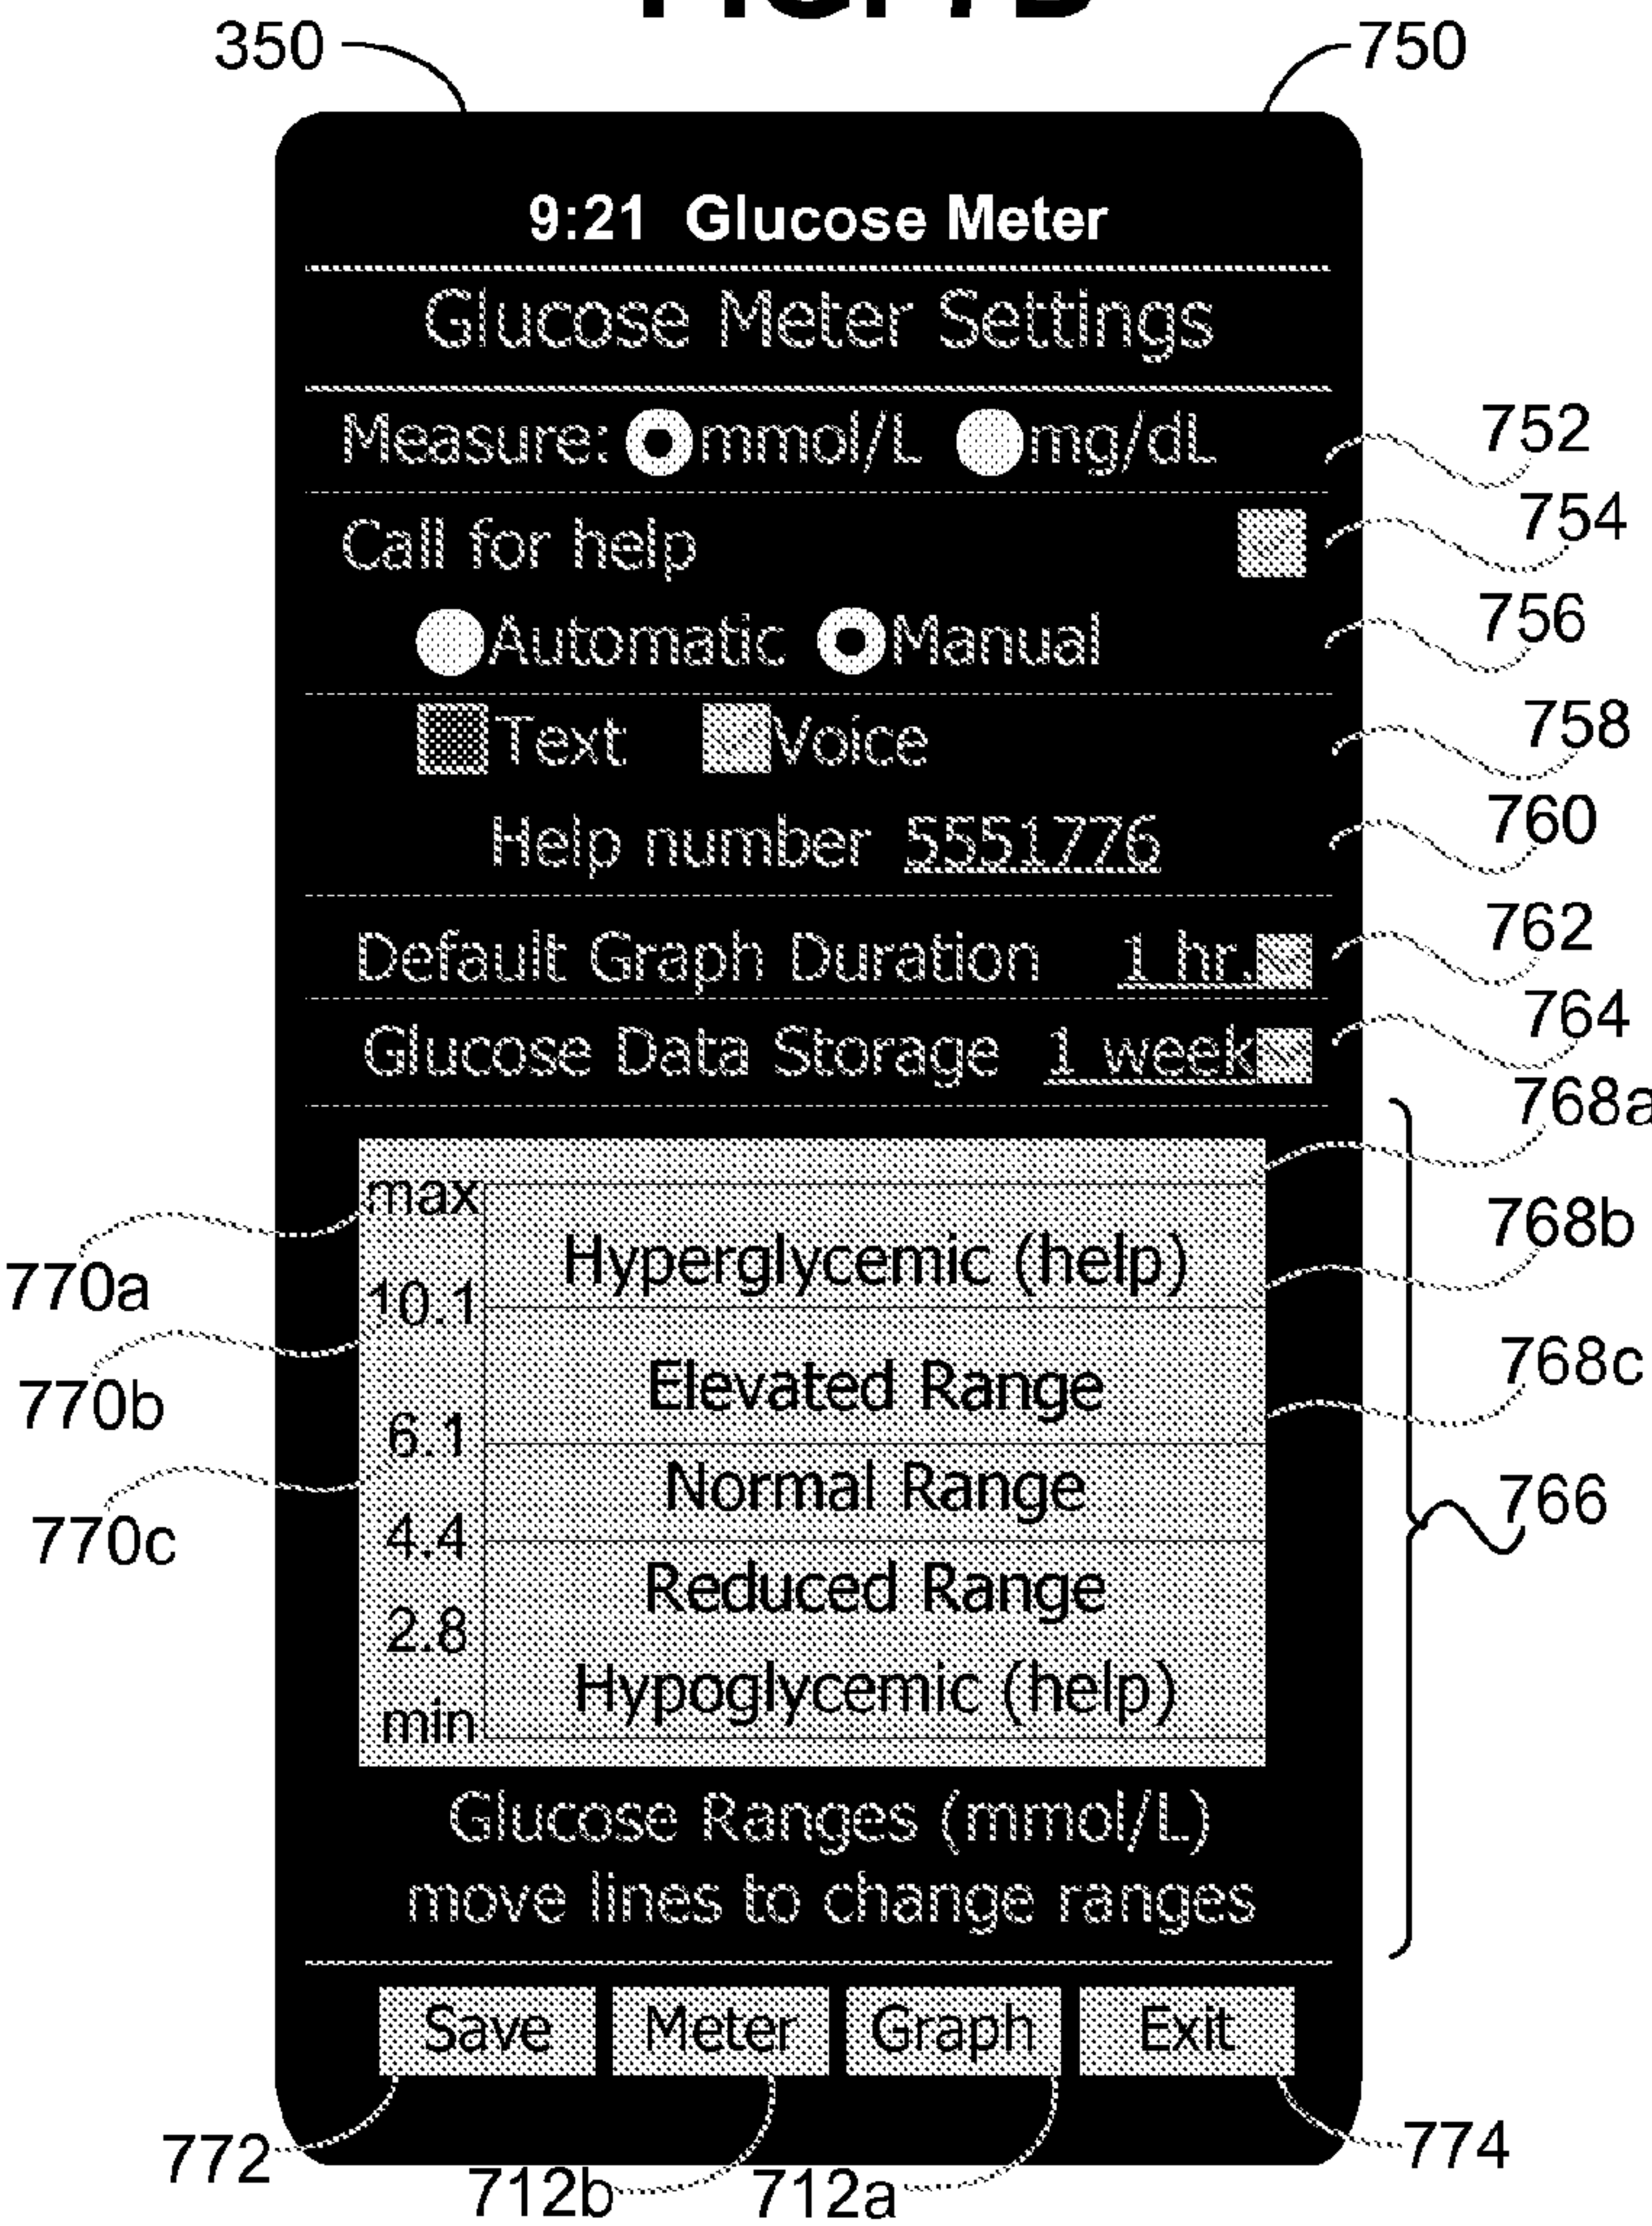 FIG. 7B
350
750
9:21 Glucose Meter
Glucose Meter Settings
Measure: mmol/L mg/dL
752
Call for help
754
Automatic Manual
756
Text Voice
758
Help number 5551776
760
Default Graph Duration 1 hr.
762
Glucose Data Storage 1 week
764
768a
max
Hyperglycemic (help)
768b
770a
10.1
Elevated Range
768c
770b
6.1
Normal Range
766
770c
4.4
Reduced Range
2.8
Hypoglycemic (help)
min
Glucose Ranges (mmol/L)
move lines to change ranges
Save Meter Graph Exit
772
712b
712a
774